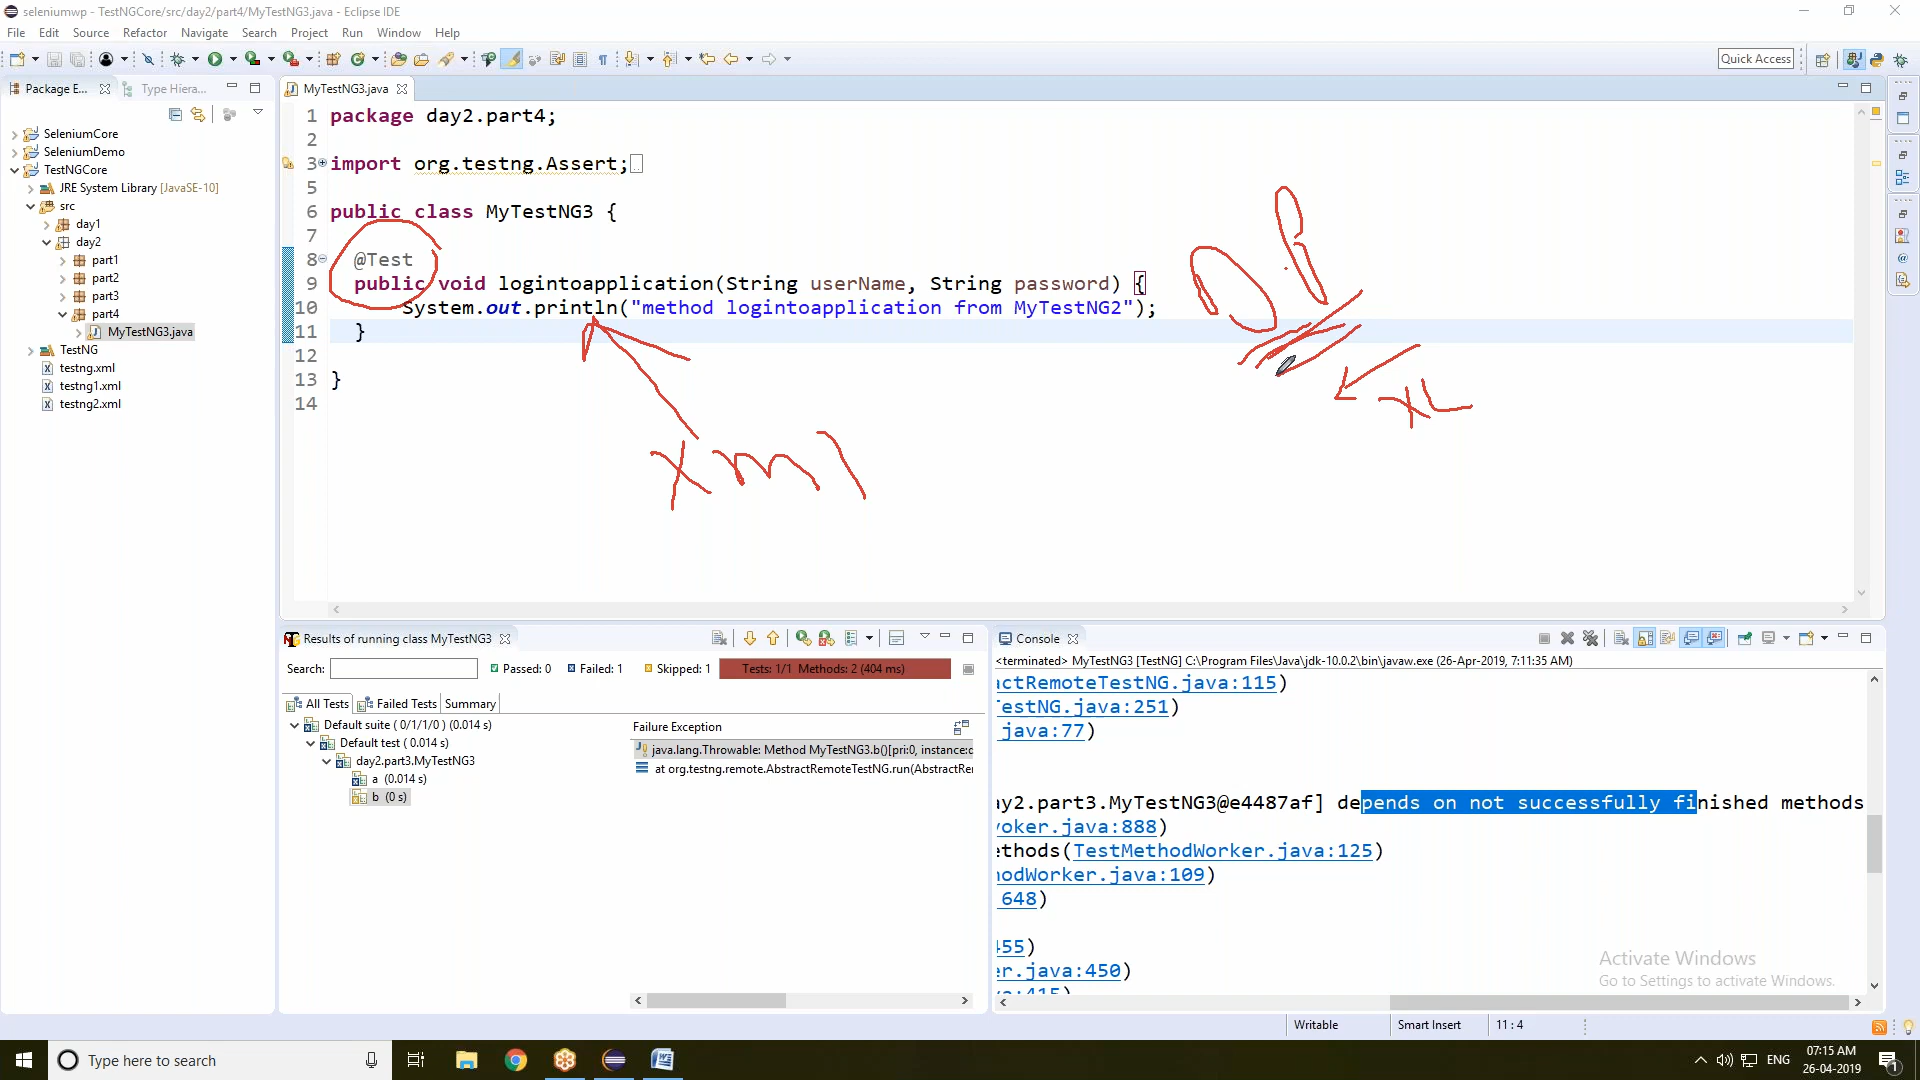 seleniumwp - TestNGCore/src/day2/part4/MyTestNG3.java - Eclipse IDE
File Edit Source Refactor Navigate Search Project Run Window Help
Quick Access
Package E... Type Hiera...
SeleniumCore
SeleniumDemo
TestNGCore
JRE System Library [JavaSE-10]
src
day1
day2
part1
part2
part3
part4
MyTestNG3.java
TestNG
testng.xml
testng1.xml
testng2.xml
MyTestNG3.java
1 package day2.part4;
2
3 import org.testng.Assert;
5
6 public class MyTestNG3 {
7
8 @Test
9 public void logintoapplication(String userName, String password) {
10 System.out.println("method logintoapplication from MyTestNG2");
11 }
12
13 }
14
xml
XL
Results of running class MyTestNG3
Search: Passed: 0 Failed: 1 Skipped: 1 Tests: 1/1 Methods: 2 (404 ms)
All Tests Failed Tests Summary
Default suite ( 0/1/1/0 ) (0.014 s)
Default test ( 0.014 s)
day2.part3.MyTestNG3
a (0.014 s)
b (0 s)
Failure Exception
java.lang.Throwable: Method MyTestNG3.b()[pri:0, instance:c
at org.testng.remote.AbstractRemoteTestNG.run(AbstractRe
Console
<terminated> MyTestNG3 [TestNG] C:\Program Files\Java\jdk-10.0.2\bin\javaw.exe (26-Apr-2019, 7:11:35 AM)
actRemoteTestNG.java:115)
TestNG.java:251)
.java:77)
ay2.part3.MyTestNG3@e4487af] depends on not successfully finished methods
voker.java:888)
ethods(TestMethodWorker.java:125)
hodWorker.java:109)
:648)
455)
er.java:450)
va:415)
Activate Windows
Go to Settings to activate Windows.
Writable Smart Insert 11 : 4
Type here to search
ENG
07:15 AM
26-04-2019
1